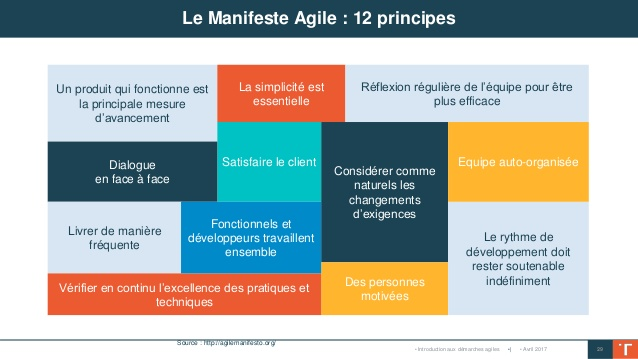 Le Manifeste Agile : 12 principes
Un produit qui fonctionne est
la principale mesure
d'avancement
La simplicité est
essentielle
Réflexion régulière de l'équipe pour être
plus efficace
Dialogue
en face à face
Satisfaire le client
Considérer comme
naturels les
changements
d'exigences
Equipe auto-organisée
Livrer de manière
fréquente
Fonctionnels et
développeurs travaillent
ensemble
Le rythme de
développement doit
rester soutenable
indéfiniment
Vérifier en continu l'excellence des pratiques et
techniques
Des personnes
motivées
Source : http://agilemanifesto.org/
• Introduction aux démarches agiles •| • Avril 2017